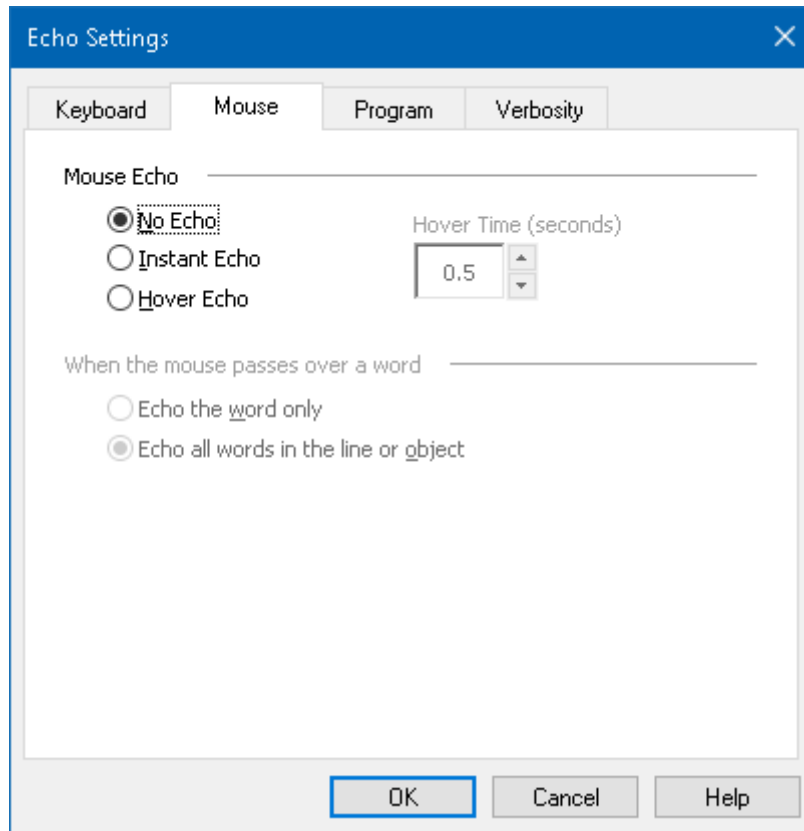 Echo Settings
Keyboard Mouse Program Verbosity
Mouse Echo
No Echo
Hover Time (seconds)
Instant Echo
0.5
Hover Echo
When the mouse passes over a word
Echo the word only
Echo all words in the line or object
OK Cancel Help